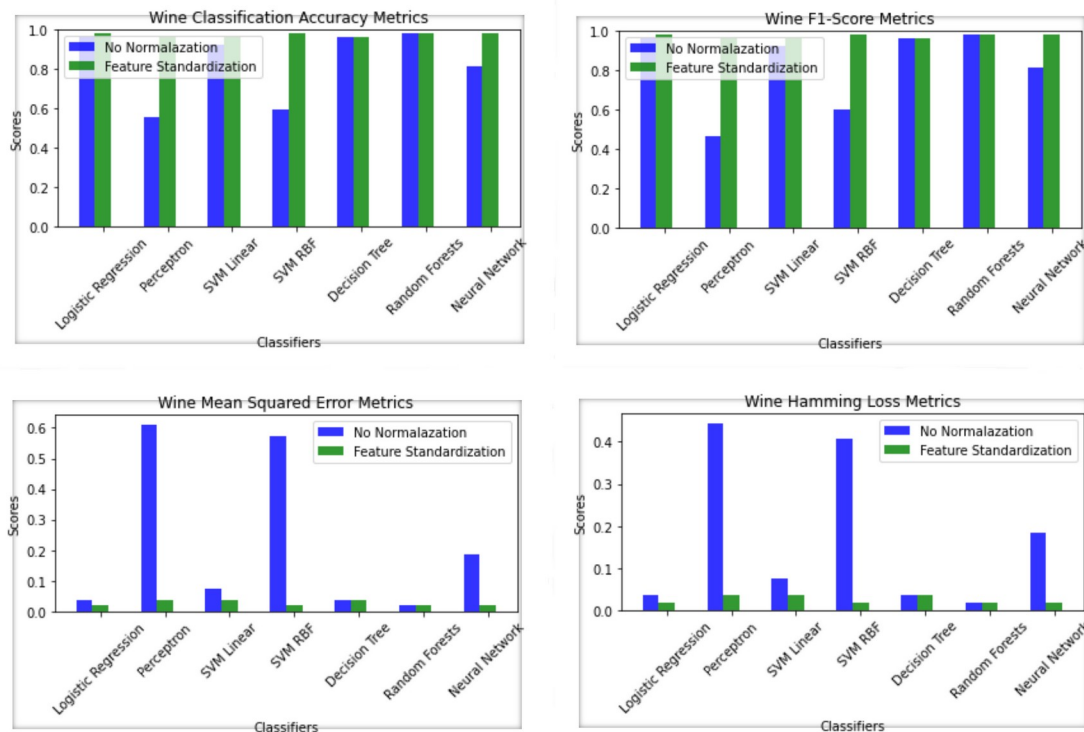 Wine Classification Accuracy Metrics
1.0
0.8
0.6
0.4
0.2
0.0
Scores
No Normalazation
Feature Standardization
Logistic Regression
Perceptron
SVM Linear
SVM RBF
Decision Tree
Random Forests
Neural Network
Classifiers
Wine F1-Score Metrics
1.0
0.8
0.6
0.4
0.2
0.0
Scores
No Normalazation
Feature Standardization
Logistic Regression
Perceptron
SVM Linear
SVM RBF
Decision Tree
Random Forests
Neural Network
Classifiers
Wine Mean Squared Error Metrics
0.6
0.5
0.4
0.3
0.2
0.1
0.0
Scores
No Normalazation
Feature Standardization
Logistic Regression
Perceptron
SVM Linear
SVM RBF
Decision Tree
Random Forests
Neural Network
Classifiers
Wine Hamming Loss Metrics
0.4
0.3
0.2
0.1
0.0
Scores
No Normalazation
Feature Standardization
Logistic Regression
Perceptron
SVM Linear
SVM RBF
Decision Tree
Random Forests
Neural Network
Classifiers